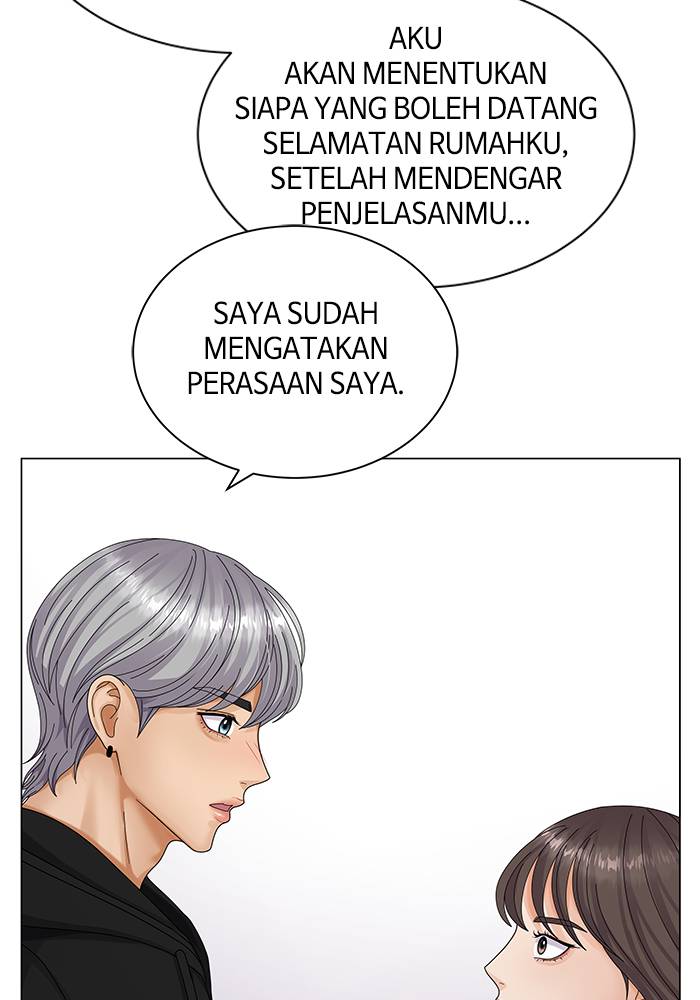 AKU
AKAN MENENTUKAN
SIAPA YANG BOLEH DATANG
SELAMATAN RUMAHKU,
SETELAH MENDENGAR
PENJELASANMU...
SAYA SUDAH
MENGATAKAN
PERASAAN SAYA.